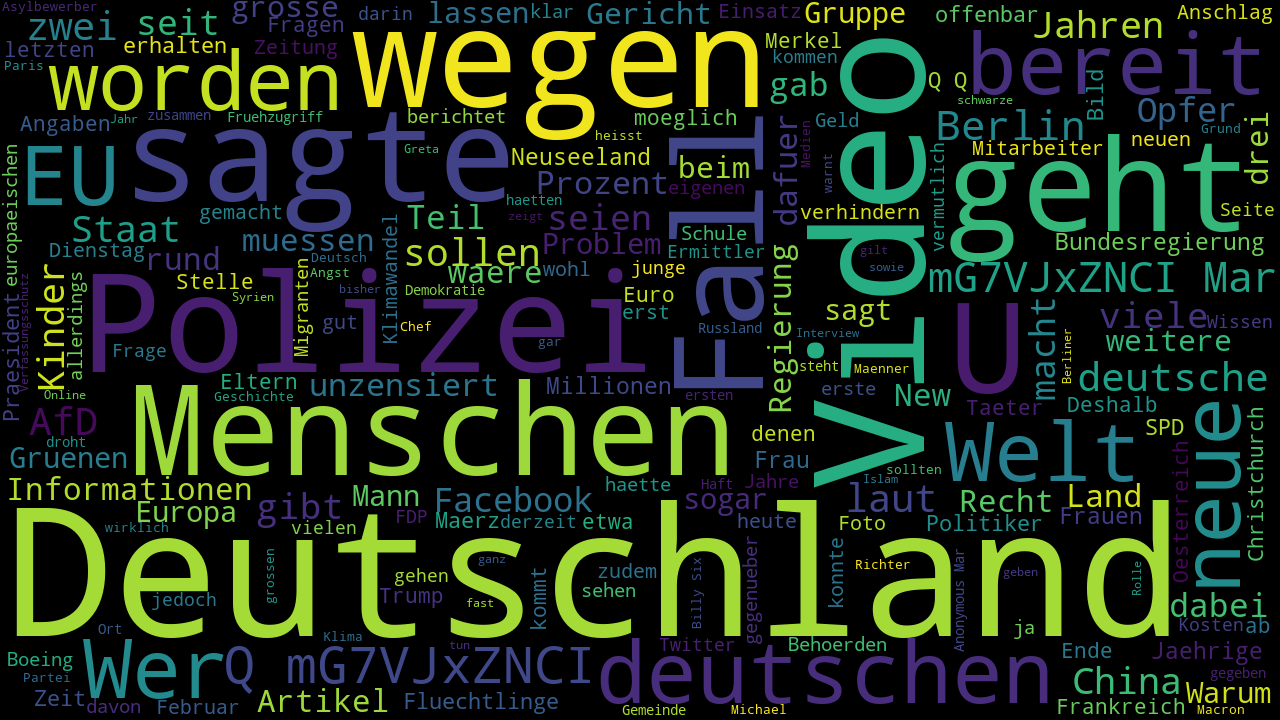 Asylbewerber
zwei
seit
grosse
darin
klar
lassen
Gericht
Einsatz
Gruppe
offenbar
Jahren
Anschlag
letzten
erhalten
Fragen
Zeitung
Paris
worden
wegen
Merkel
kommen
gab
Video
Q Q
bereit
Bild
schwarze
Opfer
Angaben
Jahr
zusammen
Fruehzugriff
berichtet
moeglich
heisst
Geld
Berlin
Grund
drei
EU
sagte
Greta
Neuseeland
Fall
beim
dafuer
Medien
warnt
vermutlich
Mitarbeiter
neuen
geht
europaeischen
gemacht
Prozent
eigenen
haetten
zeigt
verhindern
Seite
Staat
Teil
seien
Schule
Dienstag
rund
muessen
sollen
Problem
Ermittler
gilt
Bundesregierung
Praesident
Verfassungsschutz
Kinder
allerdings
Stelle
Syrien
Migranten
Deutsch
Angst
bisher
Klimawandel
waere
wohl
junge
Regierung
sowie
mG7VJxZNCI Mar
Polizei
Demokratie
Euro
erst
sagt
U
macht
viele
Wissen
Frage
gut
Chef
gar
Russland
Interview
weitere
Berliner
steht
Maenner
Eltern
Geschichte
unzensiert
Millionen
ersten
erste
New
Taeter
deutsche
Deshalb
Online
AfD
droht
Menschen
denen
Welt
SPD
neue
Christchurch
Gruenen
Frau
Islam
sollten
Oesterreich
Informationen
gibt
Mann
Facebook
haette
Haft
Jahre
sogar
laut
Recht
Land
Europa
wirklich
vielen
FDP
Maerz
derzeit
etwa
heute
Foto
Politiker
Frauen
Deutschland
grossen
gehen
ganz
Trump
fast
kommt
zudem
sehen
Billy Six
gegenueber
konnte
Richter
Anonymous Mar
geben
Rolle
jedoch
dabei
Ort
Klima
tun
Twitter
Behoerden
ja
Kosten
ab
Boeing
Partei
Wer
Q mG7VJxZNCI
deutschen
Ende
Jaehrige
gegeben
Zeit
davon
Februar
Artikel
Fluechtlinge
Gemeinde
Michael
China
Frankreich
Warum
Macron